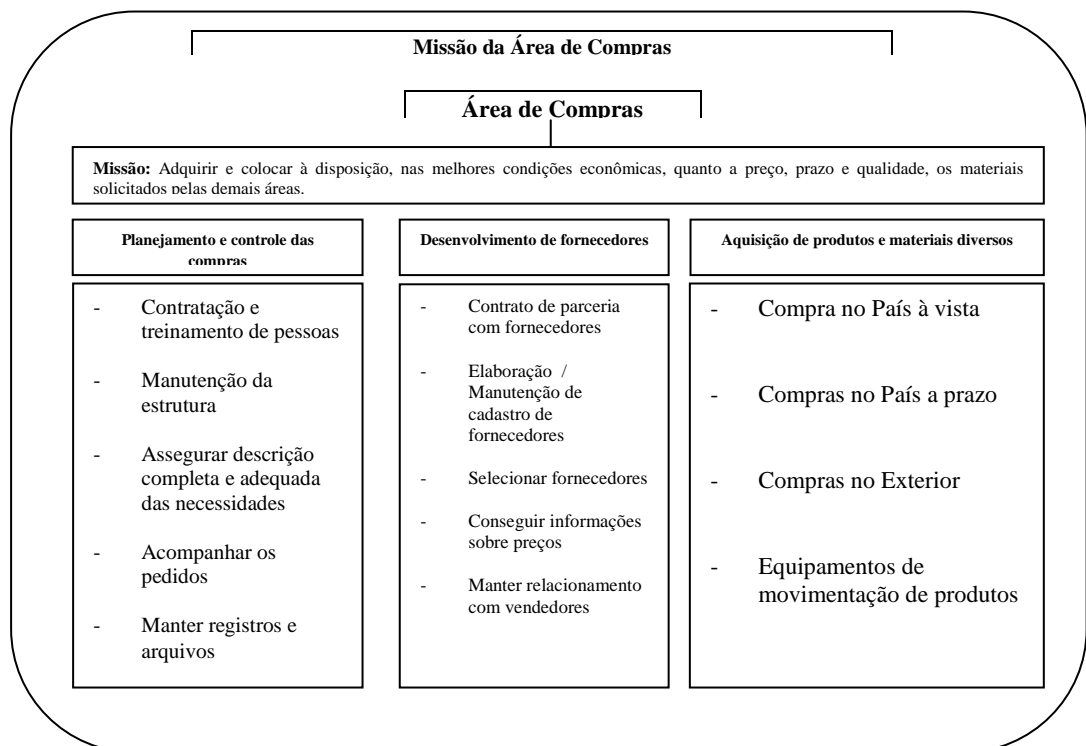 Missão da Área de Compras
Área de Compras
Missão: Adquirir e colocar à disposição, nas melhores condições econômicas, quanto a preço, prazo e qualidade, os materiais
solicitados pelas demais áreas.
Planejamento e controle das
compras
- Contratação e
treinamento de pessoas
- Manutenção da
estrutura
- Assegurar descrição
completa e adequada
das necessidades
- Acompanhar os
pedidos
- Manter registros e
arquivos
Desenvolvimento de fornecedores
- Contrato de parceria
com fornecedores
- Elaboração /
Manutenção de
cadastro de
fornecedores
- Selecionar fornecedores
- Conseguir informações
sobre preços
- Manter relacionamento
com vendedores
Aquisição de produtos e materiais diversos
- Compra no País à vista
- Compras no País a prazo
- Compras no Exterior
- Equipamentos de
movimentação de produtos